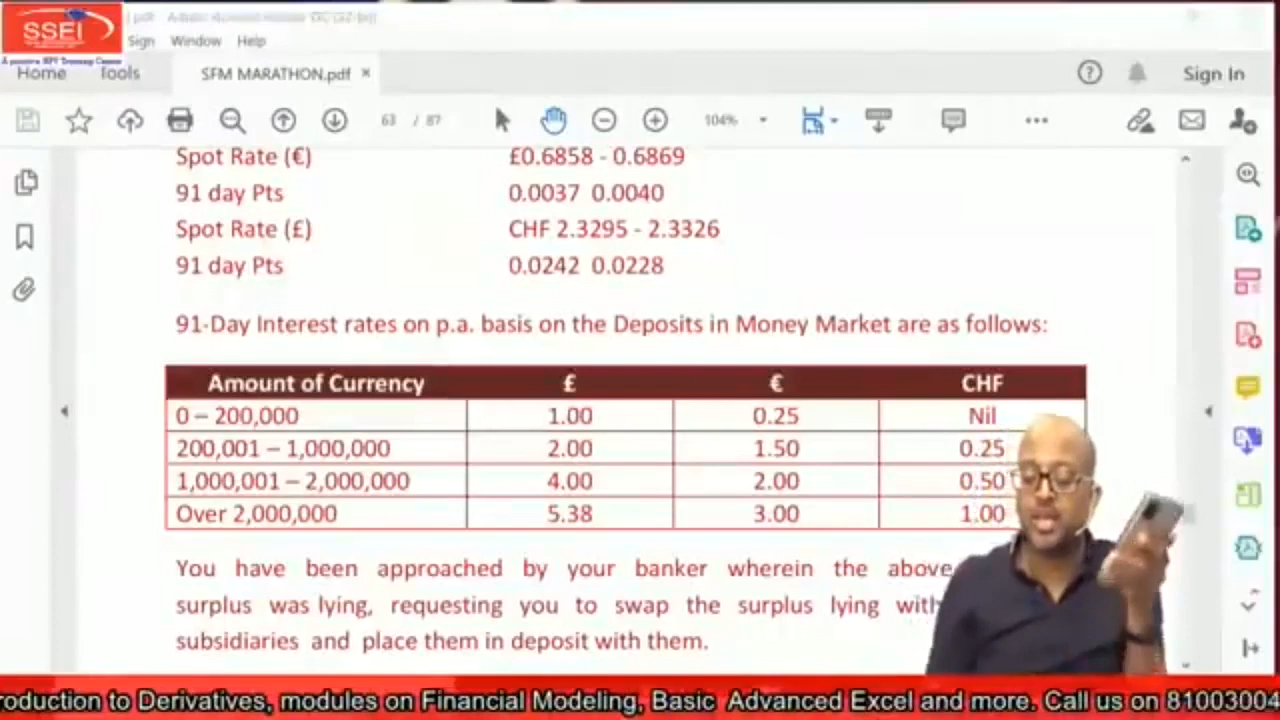 SSEI
Sign Window Help
Home Tools SFM MARATHON.pdf × Sign In
63 / 87 104%
Spot Rate (€) £0.6858 - 0.6869
91 day Pts 0.0037 0.0040
Spot Rate (£) CHF 2.3295 - 2.3326
91 day Pts 0.0242 0.0228
91-Day Interest rates on p.a. basis on the Deposits in Money Market are as follows:
Amount of Currency £ € CHF
0 – 200,000 1.00 0.25 Nil
200,001 – 1,000,000 2.00 1.50 0.25
1,000,001 – 2,000,000 4.00 2.00 0.50
Over 2,000,000 5.38 3.00 1.00
You have been approached by your banker wherein the above
surplus was lying, requesting you to swap the surplus lying with
subsidiaries and place them in deposit with them.
roduction to Derivatives, modules on Financial Modeling, Basic Advanced Excel and more. Call us on 81003004